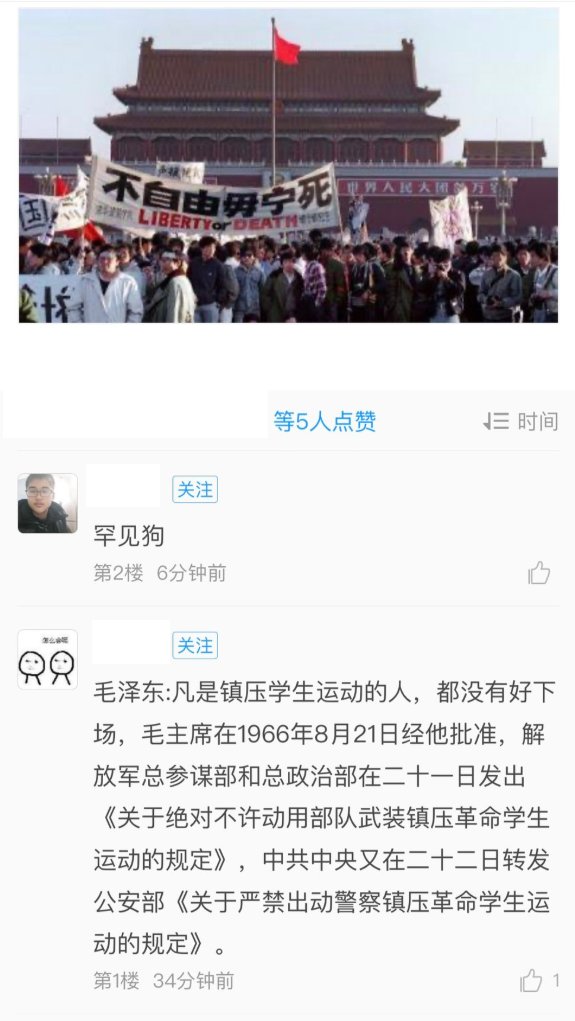 不自由毋宁死
LIBERTY or DEATH
世界人民大团结万岁
国
等5人点赞
时间
关注
罕见狗
第2楼 6分钟前
怎么会呢
关注
毛泽东:凡是镇压学生运动的人，都没有好下
场，毛主席在1966年8月21日经他批准，解
放军总参谋部和总政治部在二十一日发出
《关于绝对不许动用部队武装镇压革命学生
运动的规定》，中共中央又在二十二日转发
公安部《关于严禁出动警察镇压革命学生运
动的规定》。
第1楼 34分钟前
1